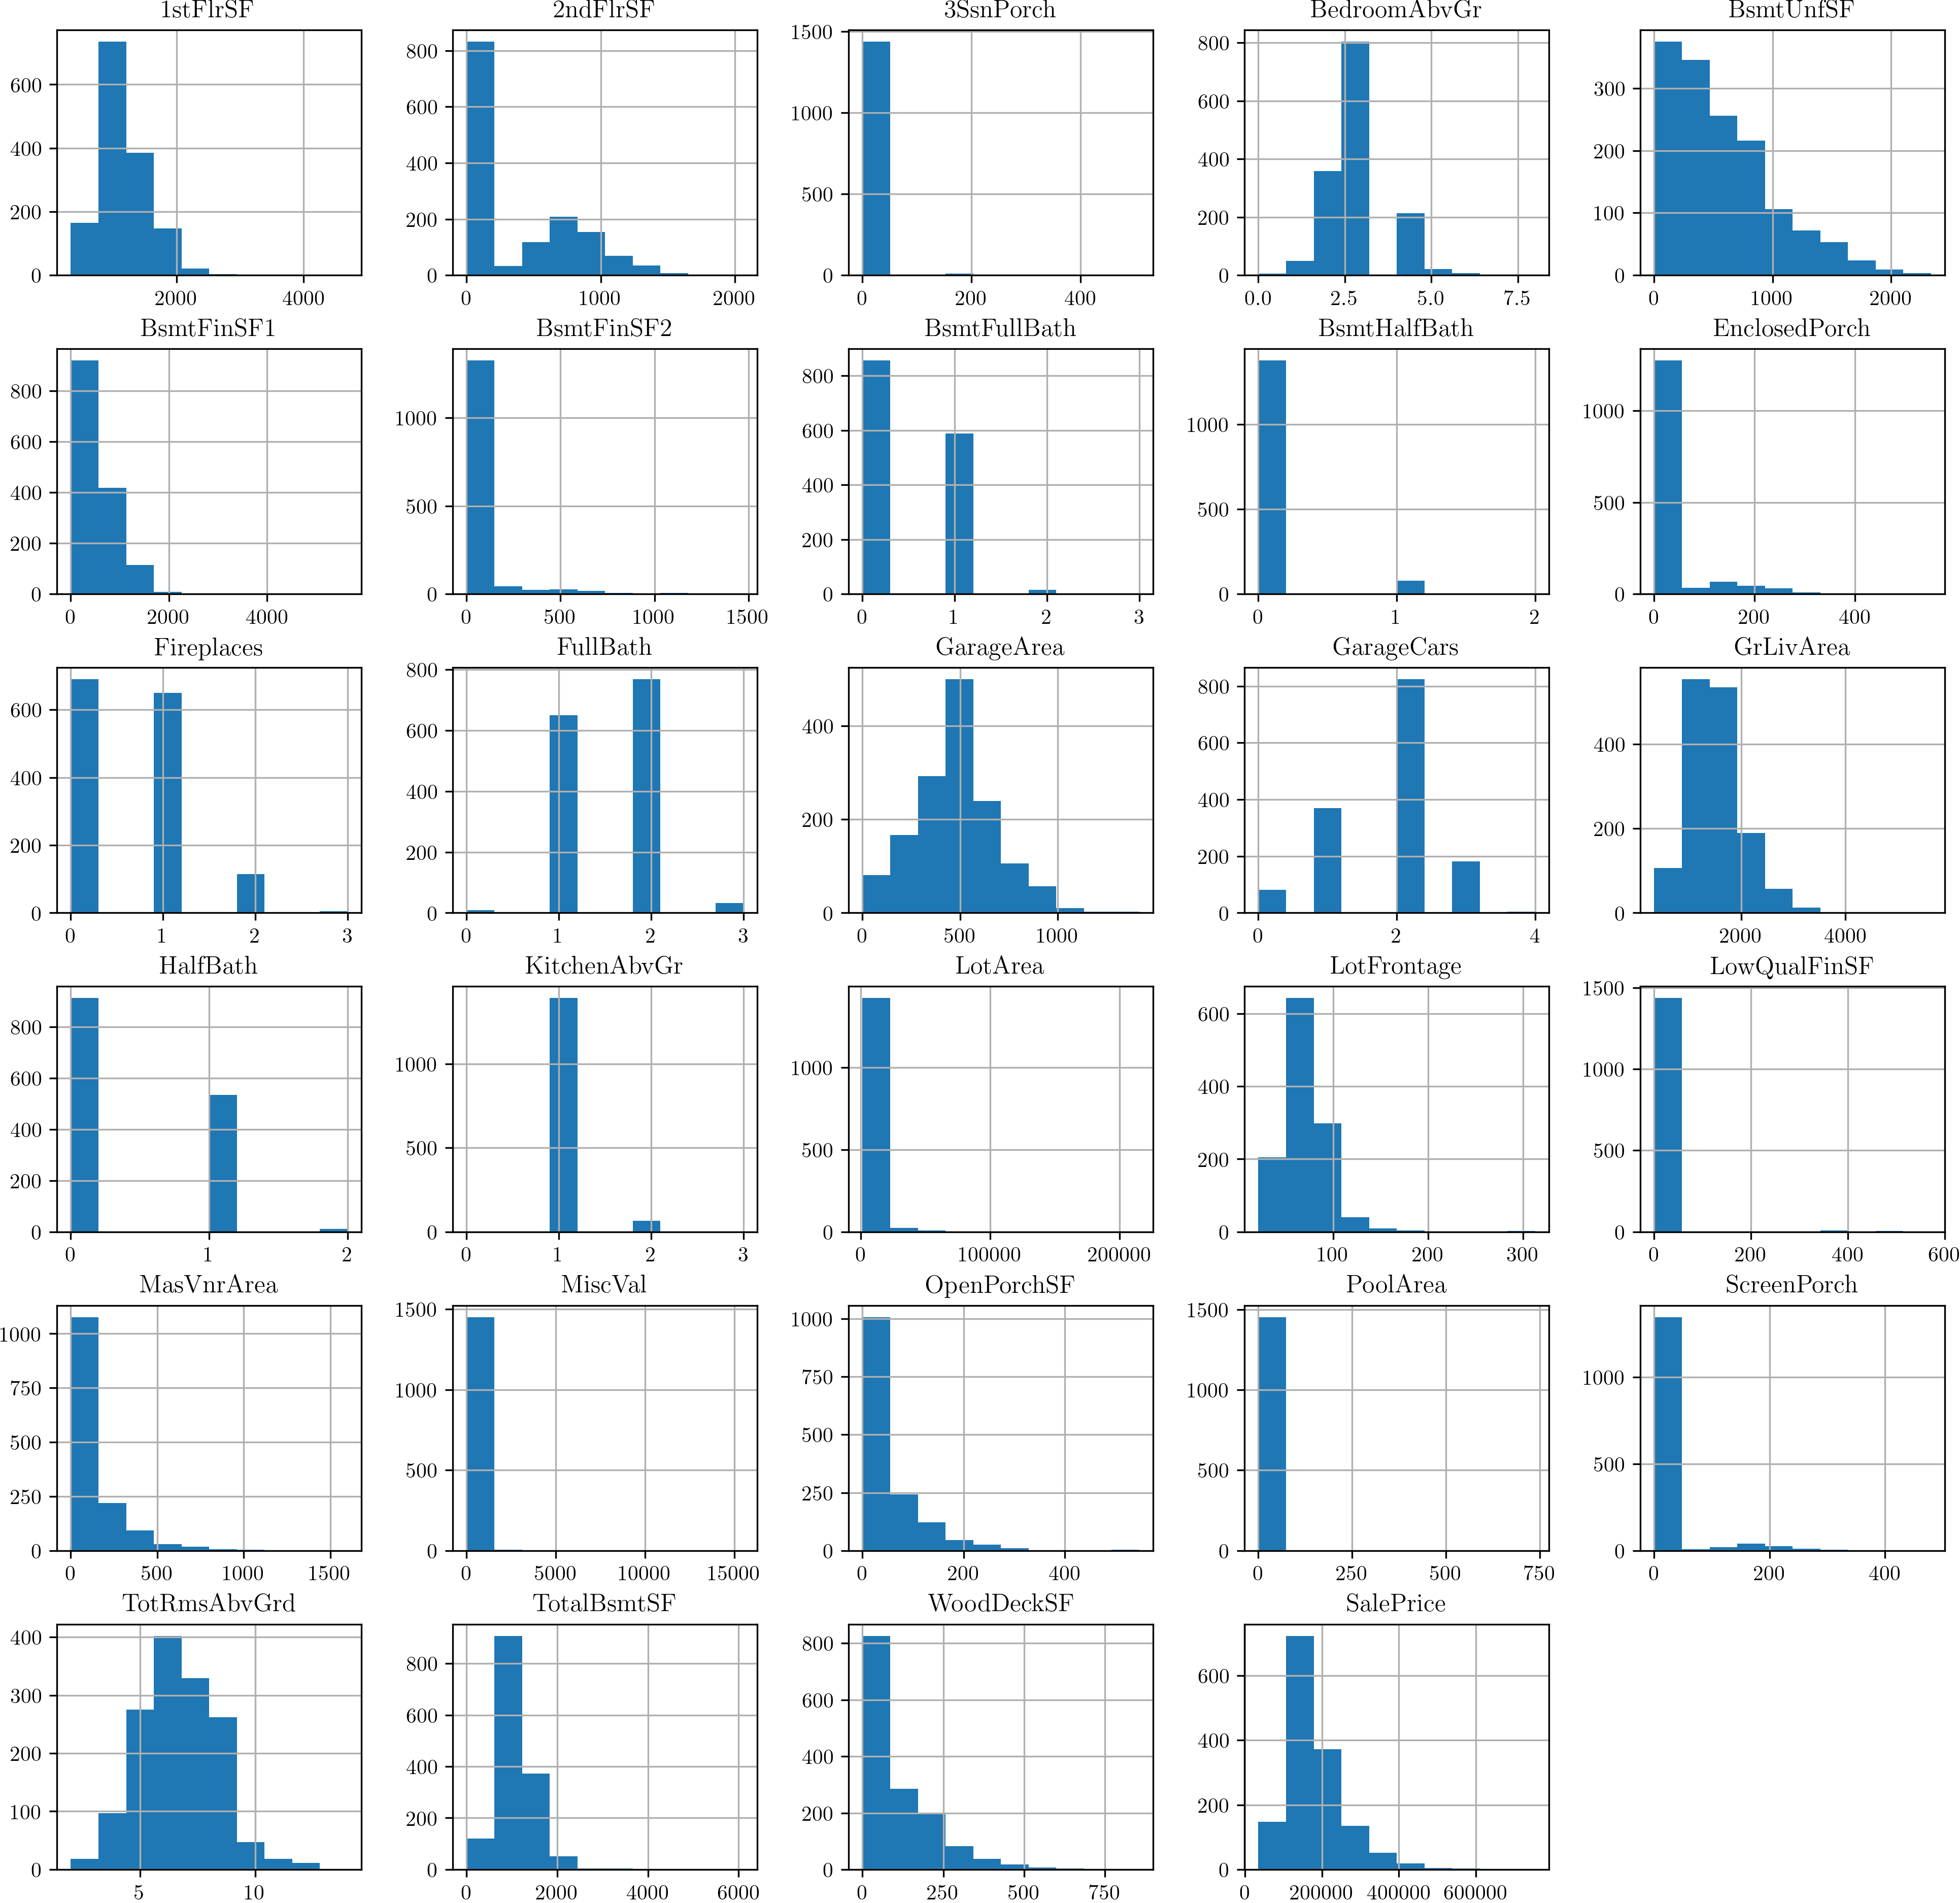 1stFlrSF 2ndFlrSF 3SsnPorch BedroomAbvGr BsmtUnfSF
600 400 200 0 800 600 400 200 0 1500 1000 500 0 800 600 400 200 0 300 200 100 0
2000 4000 0 1000 2000 0 200 400 0.0 2.5 5.0 7.5 0 1000 2000
BsmtFinSF1 BsmtFinSF2 BsmtFullBath BsmtHalfBath EnclosedPorch
800 600 400 200 0 1000 500 0 800 600 400 200 0 1000 500 0 1000 500 0
0 2000 4000 0 500 1000 1500 0 1 2 3 0 1 2 0 200 400
Fireplaces FullBath GarageArea GarageCars GrLivArea
600 400 200 0 800 600 400 200 0 400 200 0 800 600 400 200 0 400 200 0
0 1 2 3 0 1 2 3 0 500 1000 0 2 4 2000 4000
HalfBath KitchenAbvGr LotArea LotFrontage LowQualFinSF
800 600 400 200 0 1000 500 0 1000 500 0 600 400 200 0 1500 1000 500 0
0 1 2 0 1 2 3 0 100000 200000 100 200 300 0 200 400 600
MasVnrArea MiscVal OpenPorchSF PoolArea ScreenPorch
1000 750 500 250 0 1500 1000 500 0 1000 750 500 250 0 1500 1000 500 0 1000 500 0
0 500 1000 1500 0 5000 10000 15000 0 200 400 0 250 500 750 0 200 400
TotRmsAbvGrd TotalBsmtSF WoodDeckSF SalePrice
400 300 200 100 0 800 600 400 200 0 800 600 400 200 0 600 400 200 0
5 10 0 2000 4000 6000 0 250 500 750 0 200000 400000 600000